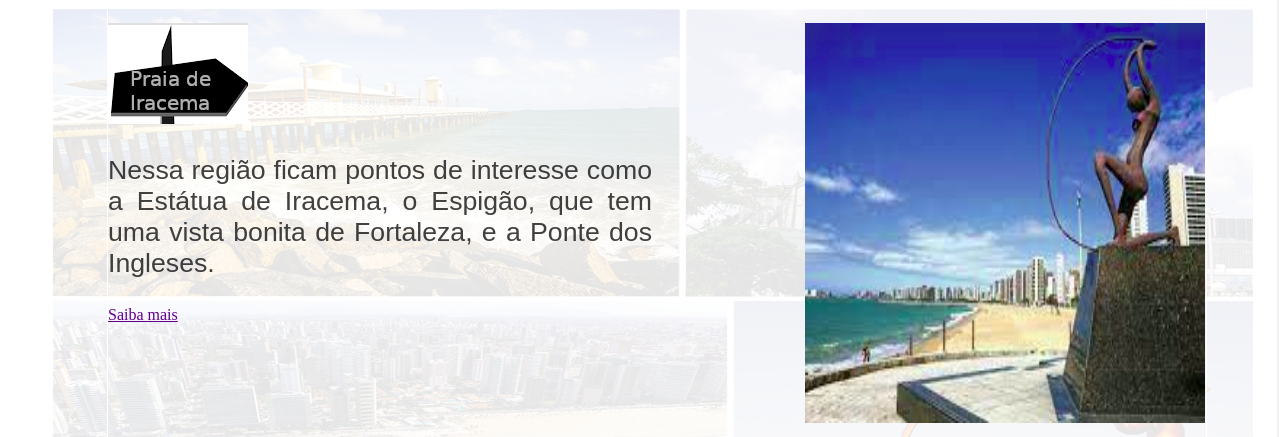 Praia de
Iracema
Nessa região ficam pontos de interesse como
a Estátua de Iracema, o Espigão, que tem
uma vista bonita de Fortaleza, e a Ponte dos
Ingleses.
Saiba mais